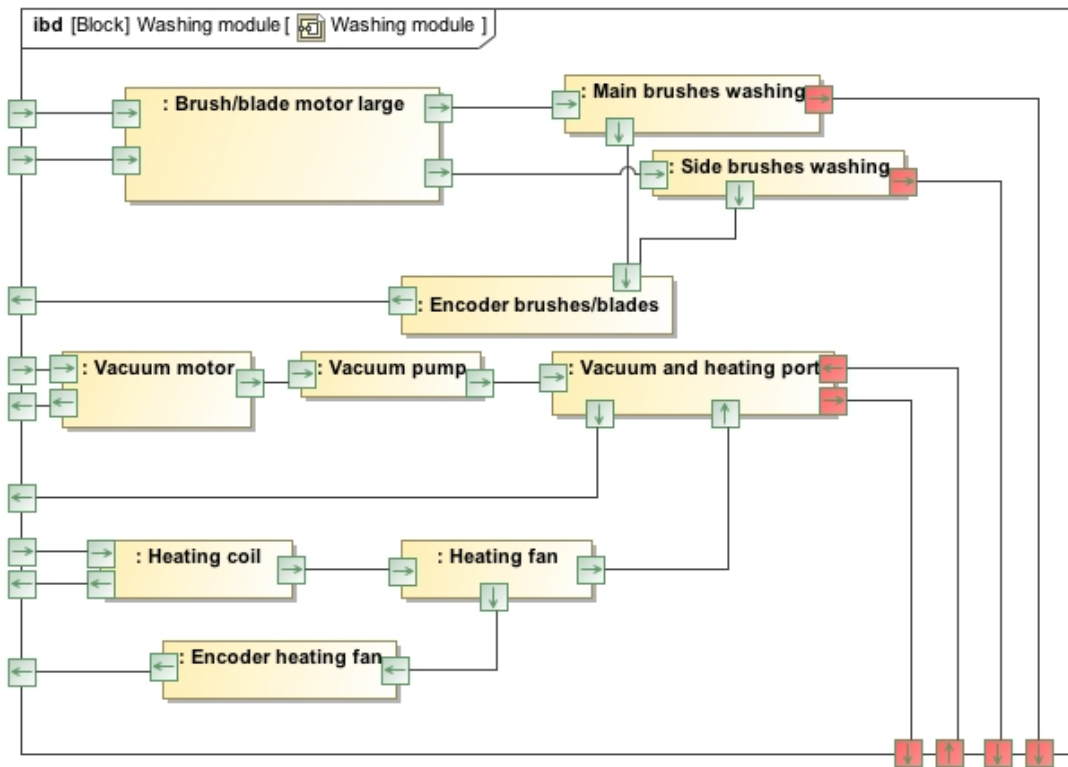 ibd [Block] Washing module [ Washing module ]
: Brush/blade motor large
: Main brushes washing
: Side brushes washing
: Encoder brushes/blades
: Vacuum motor
: Vacuum pump
: Vacuum and heating port
: Heating coil
: Heating fan
: Encoder heating fan